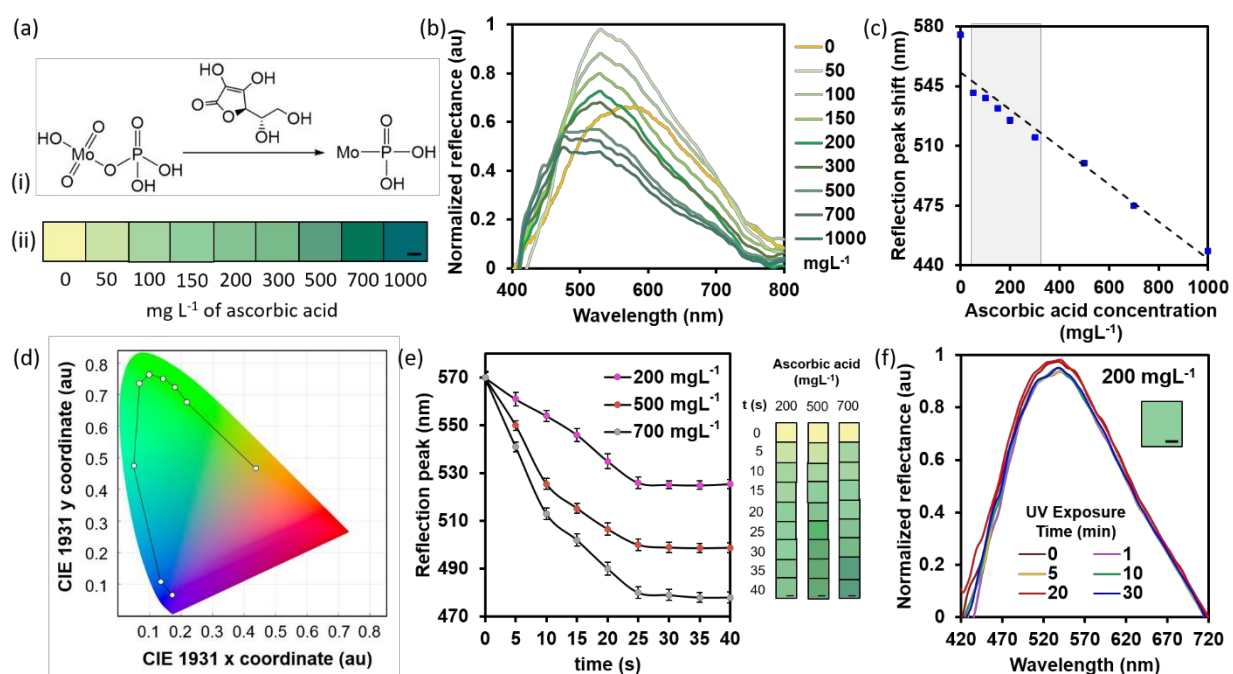 (a)
HO
OH
O
O
OH
OH
HO
O
Mo
O
O
O
P
OH
OH
O
Mo
P
OH
OH
(i)
(ii)
0 50 100 150 200 300 500 700 1000
mg L⁻¹ of ascorbic acid
(b)
Normalized reflectance (au)
1
0.8
0.6
0.4
0.2
0
400 500 600 700 800
Wavelength (nm)
0
50
100
150
200
300
500
700
1000
mgL⁻¹
(c)
Reflection peak shift (nm)
580
545
510
475
440
0 200 400 600 800 1000
Ascorbic acid concentration
(mgL⁻¹)
(d)
CIE 1931 y coordinate (au)
0.8
0.7
0.6
0.5
0.4
0.3
0.2
0.1
0.1 0.2 0.3 0.4 0.5 0.6 0.7 0.8
CIE 1931 x coordinate (au)
(e)
Reflection peak (nm)
570
550
530
510
490
470
0 5 10 15 20 25 30 35 40
time (s)
200 mgL⁻¹
500 mgL⁻¹
700 mgL⁻¹
Ascorbic acid
(mgL⁻¹)
t (s) 200 500 700
0
5
10
15
20
25
30
35
40
(f)
Normalized reflectance (au)
1
0.8
0.6
0.4
0.2
0
420 470 520 570 620 670 720
Wavelength (nm)
200 mgL⁻¹
UV Exposure
Time (min)
0 1
5 10
20 30